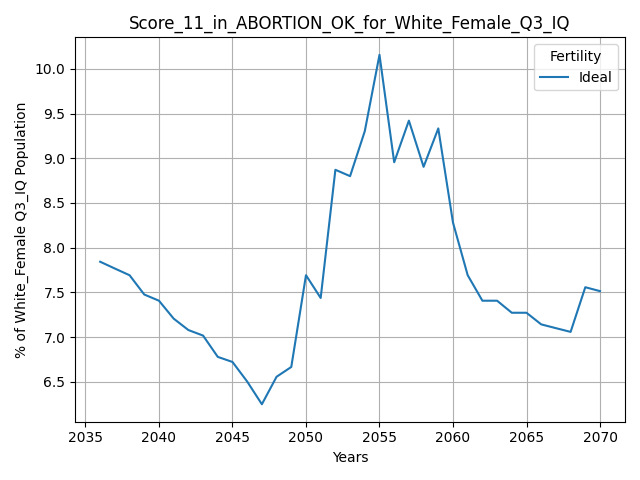 Score_11_in_ABORTION_OK_for_White_Female_Q3_IQ
Fertility
Ideal
% of White_Female Q3_IQ Population
10.0
9.5
9.0
8.5
8.0
7.5
7.0
6.5
2035 2040 2045 2050 2055 2060 2065 2070
Years